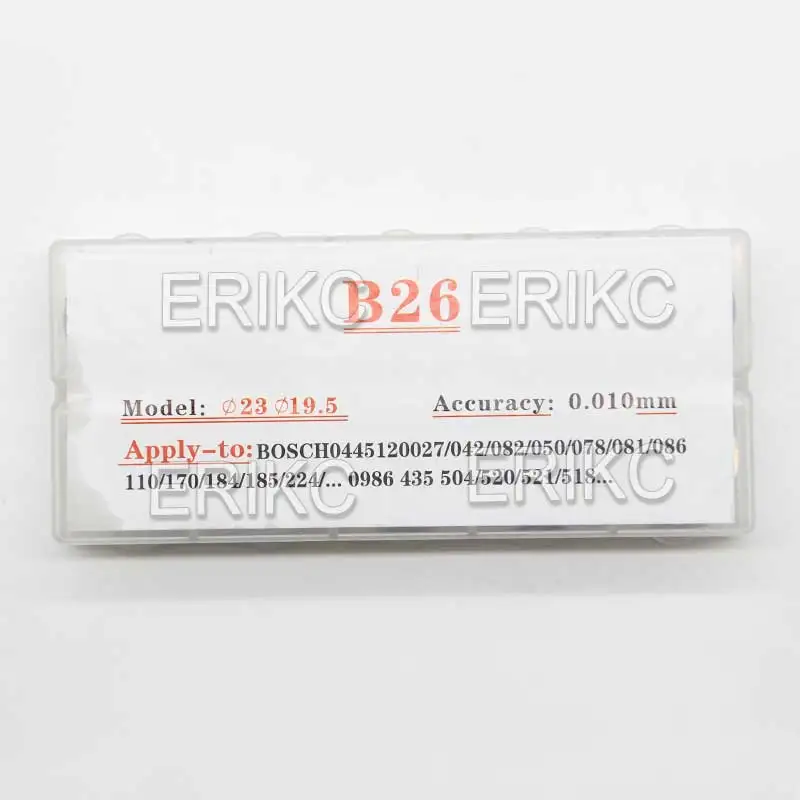 ERIKC B26 ERIKC
Model: Ø23 Ø19.5 Accuracy: 0.010mm
Apply-to: BOSCH0445120027/042/082/050/078/081/086
110/170/184/185/224/... 0986 435 504/520/521/518...
ERIKC ERIKC